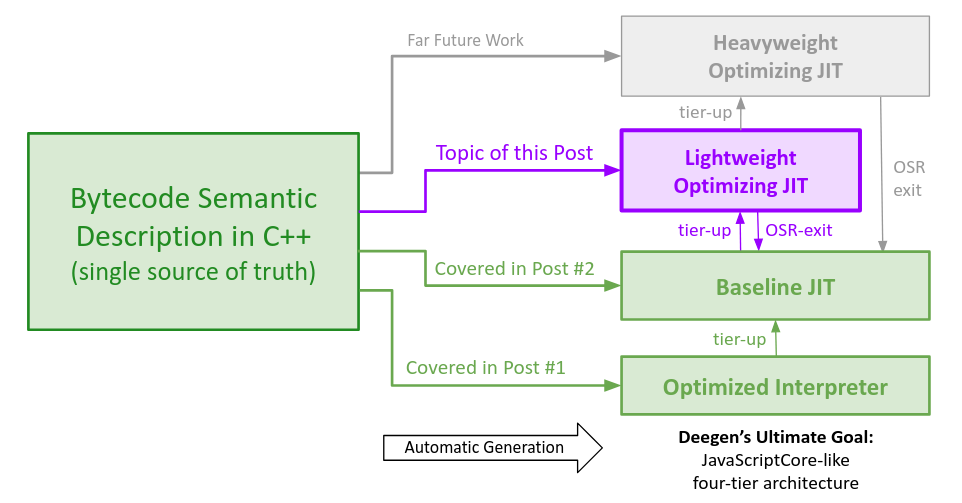 Far Future Work
Heavyweight
Optimizing JIT
tier-up
Topic of this Post
Lightweight
Optimizing JIT
OSR
exit
Bytecode Semantic
Description in C++
(single source of truth)
tier-up
OSR-exit
Covered in Post #2
Baseline JIT
tier-up
Covered in Post #1
Optimized Interpreter
Automatic Generation
Deegen's Ultimate Goal:
JavaScriptCore-like
four-tier architecture